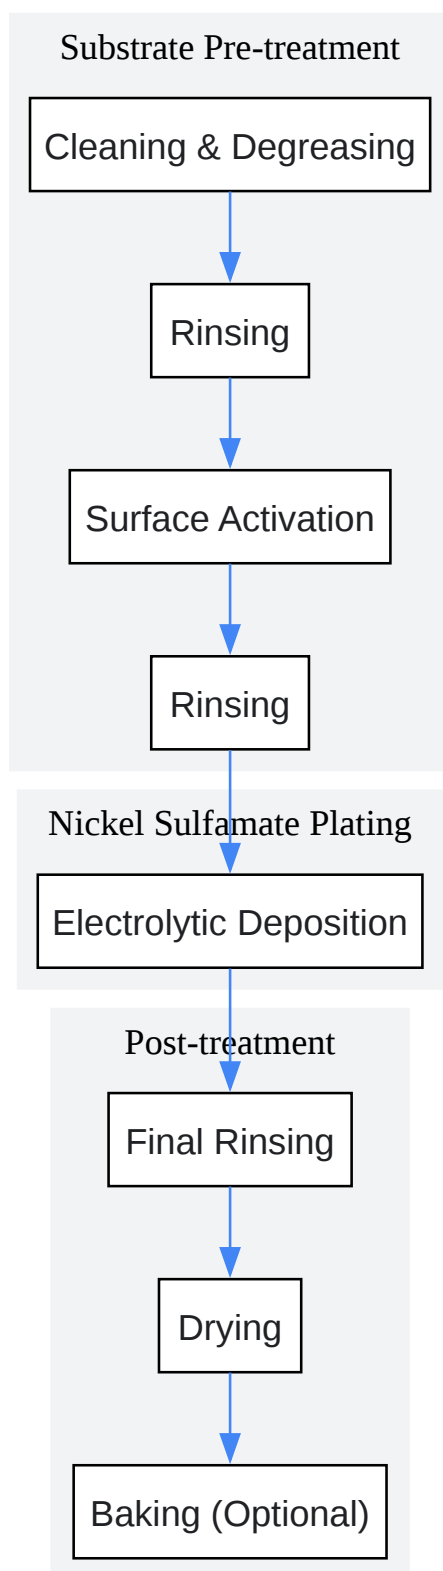 Substrate Pre-treatment
Cleaning & Degreasing
Rinsing
Surface Activation
Rinsing
Nickel Sulfamate Plating
Electrolytic Deposition
Post-treatment
Final Rinsing
Drying
Baking (Optional)